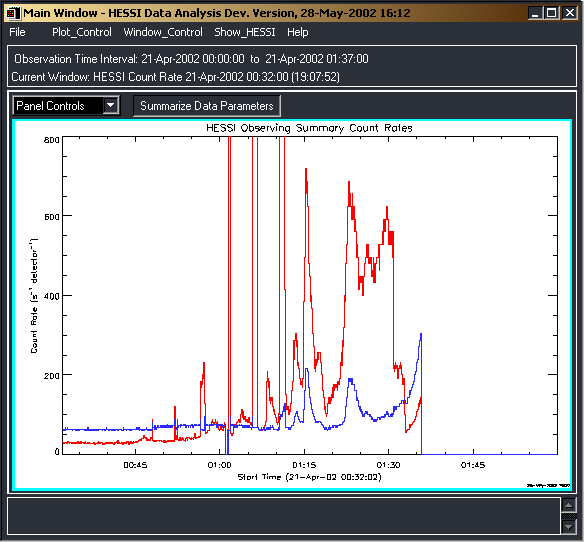 Main Window - HESSI Data Analysis Dev. Version, 28-May-2002 16:12
File Plot_Control Window_Control Show_HESSI Help
Observation Time Interval: 21-Apr-2002 00:00:00 to 21-Apr-2002 01:37:00
Current Window: HESSI Count Rate 21-Apr-2002 00:32:00 (19:07:52)
Panel Controls Summarize Data Parameters
HESSI Observing Summary Count Rates
800
600
400
200
0
Count Rate (s⁻¹ detector⁻¹)
00:45 01:00 01:15 01:30 01:45
Start Time (21-Apr-02 00:32:02)